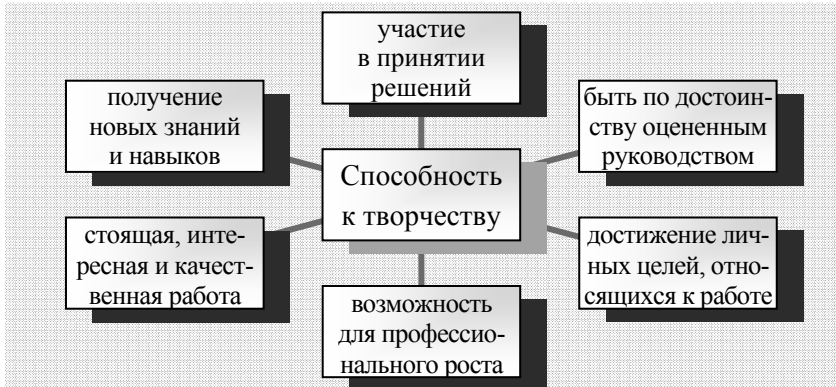 участие
в принятии
решений
получение
новых знаний
и навыков
быть по достоин-
ству оцененным
руководством
Способность
к творчеству
стоящая, инте-
ресная и качест-
венная работа
достижение лич-
ных целей, отно-
сящихся к работе
возможность
для профессио-
нального роста